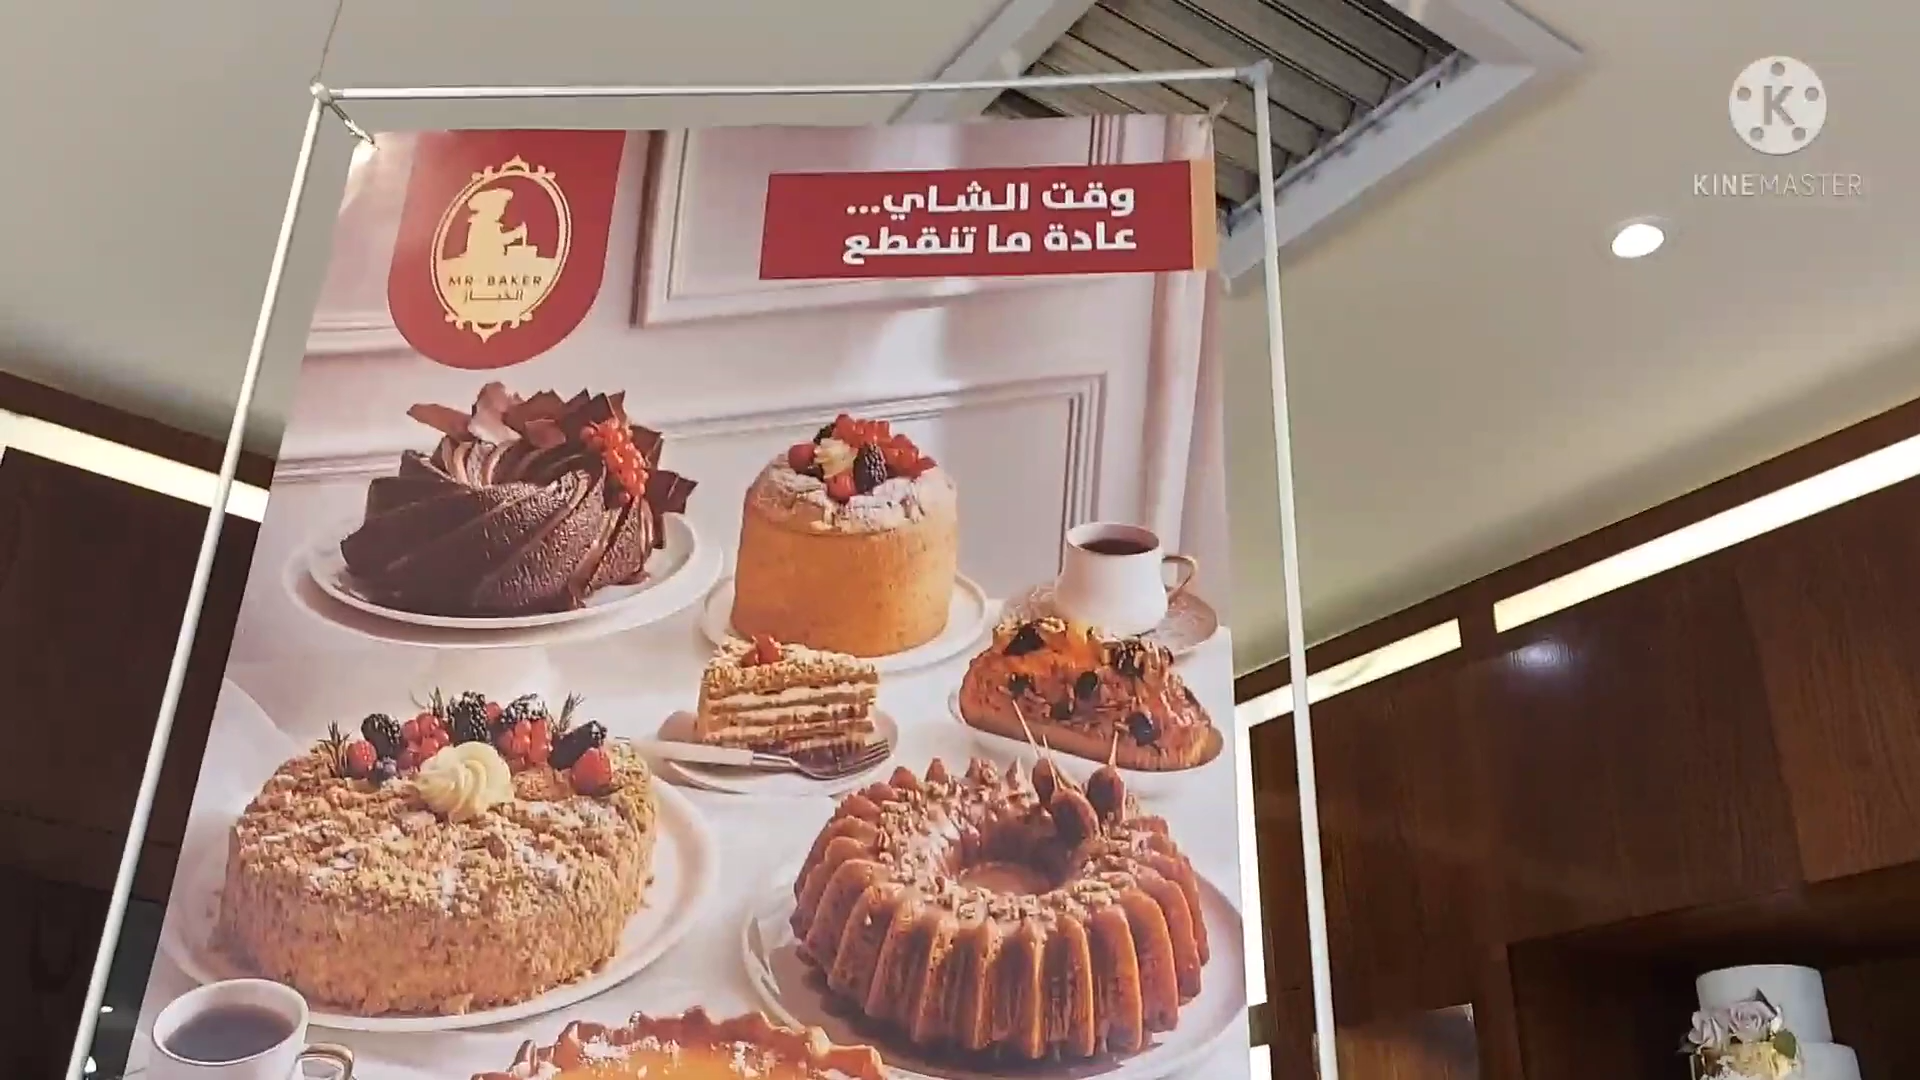 وقت الشاي...
عادة ما تنقطع
MR·BAKER
الخباز
K
KINEMASTER